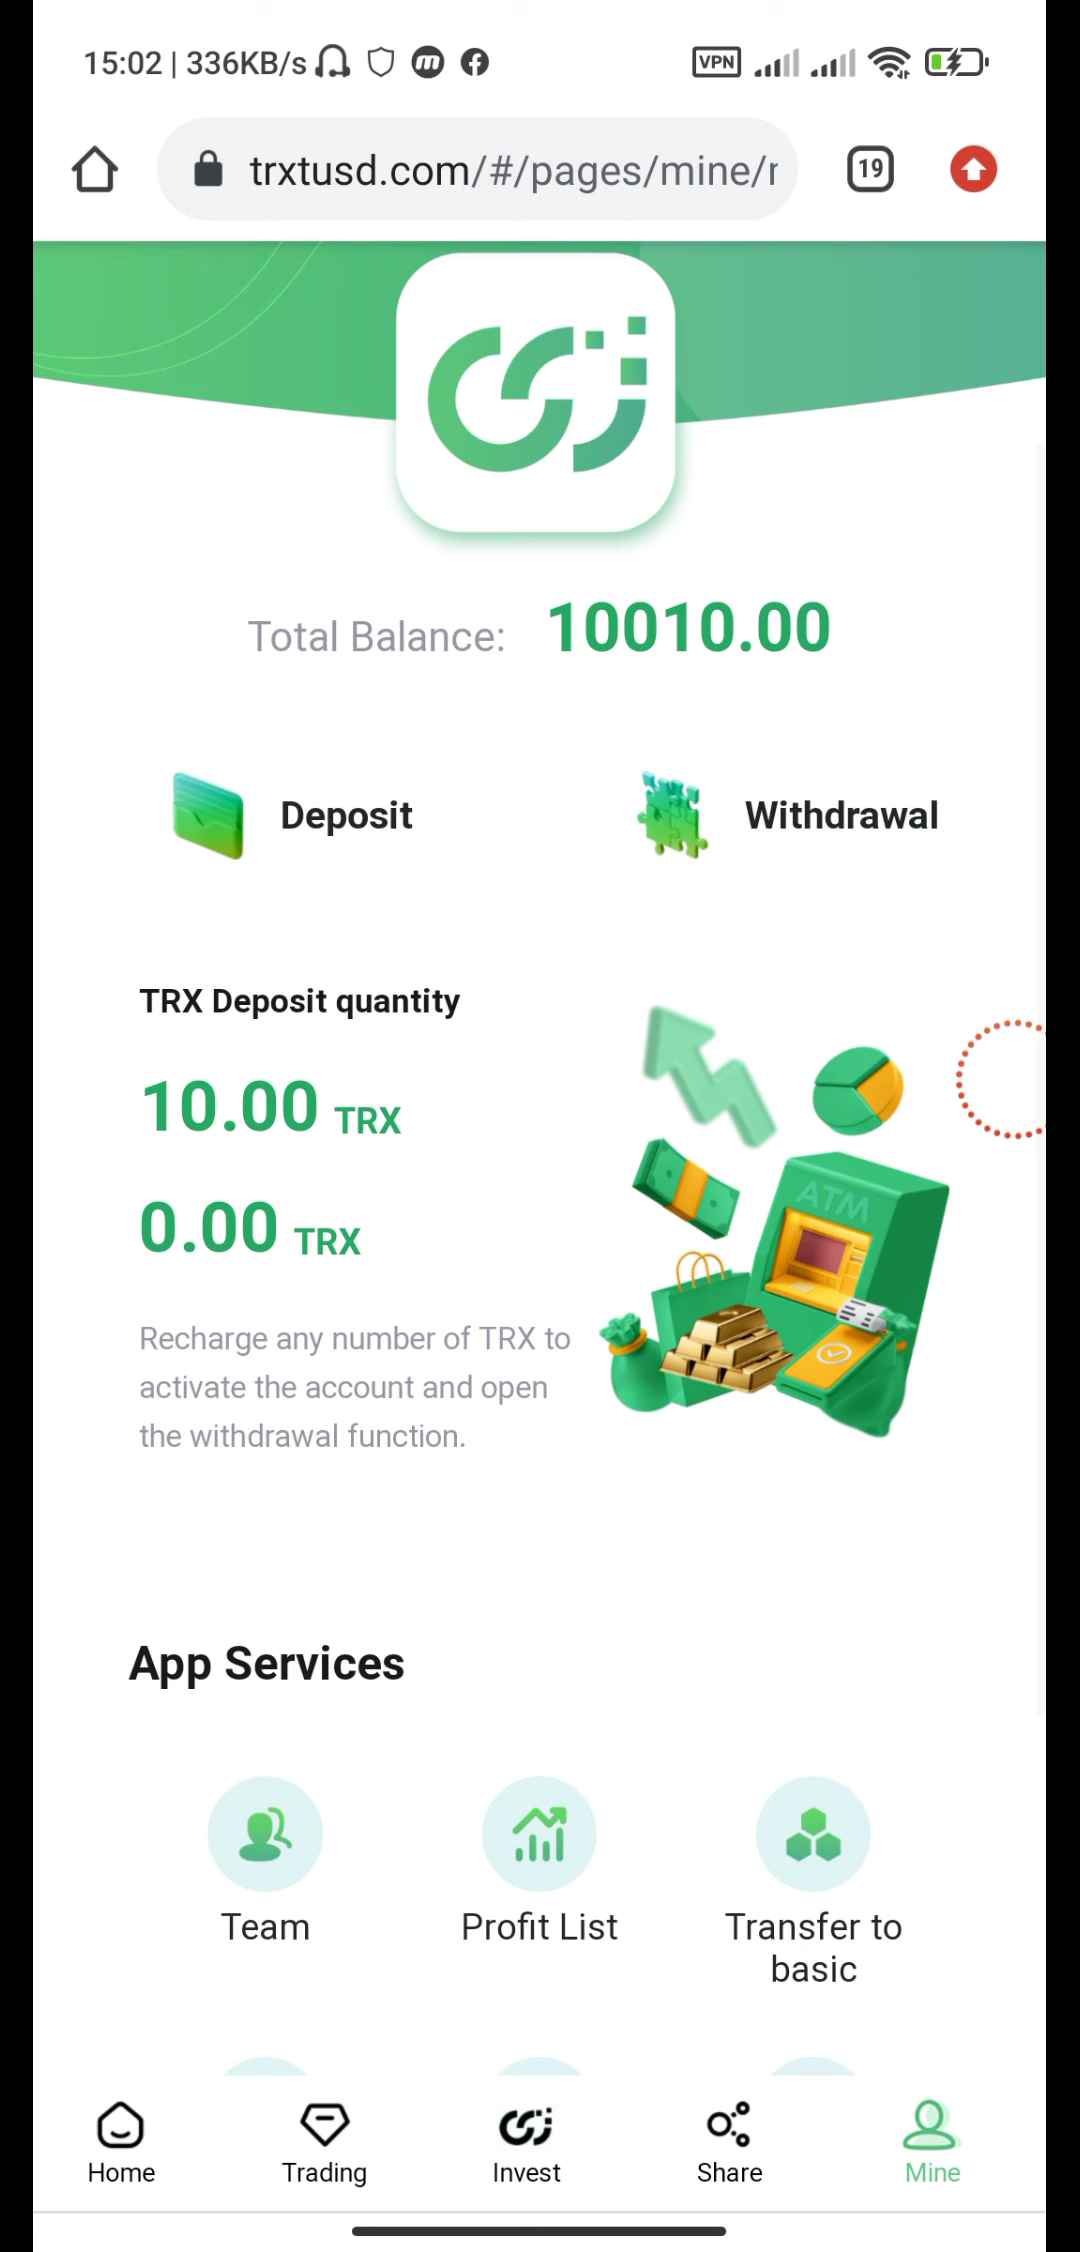 15:02 | 336KB/s
VPN
trxtusd.com/#/pages/mine/r
19
Total Balance: 10010.00
Deposit
Withdrawal
TRX Deposit quantity
10.00 TRX
0.00 TRX
ATM
Recharge any number of TRX to
activate the account and open
the withdrawal function.
App Services
Team
Profit List
Transfer to
basic
Home
Trading
Invest
Share
Mine